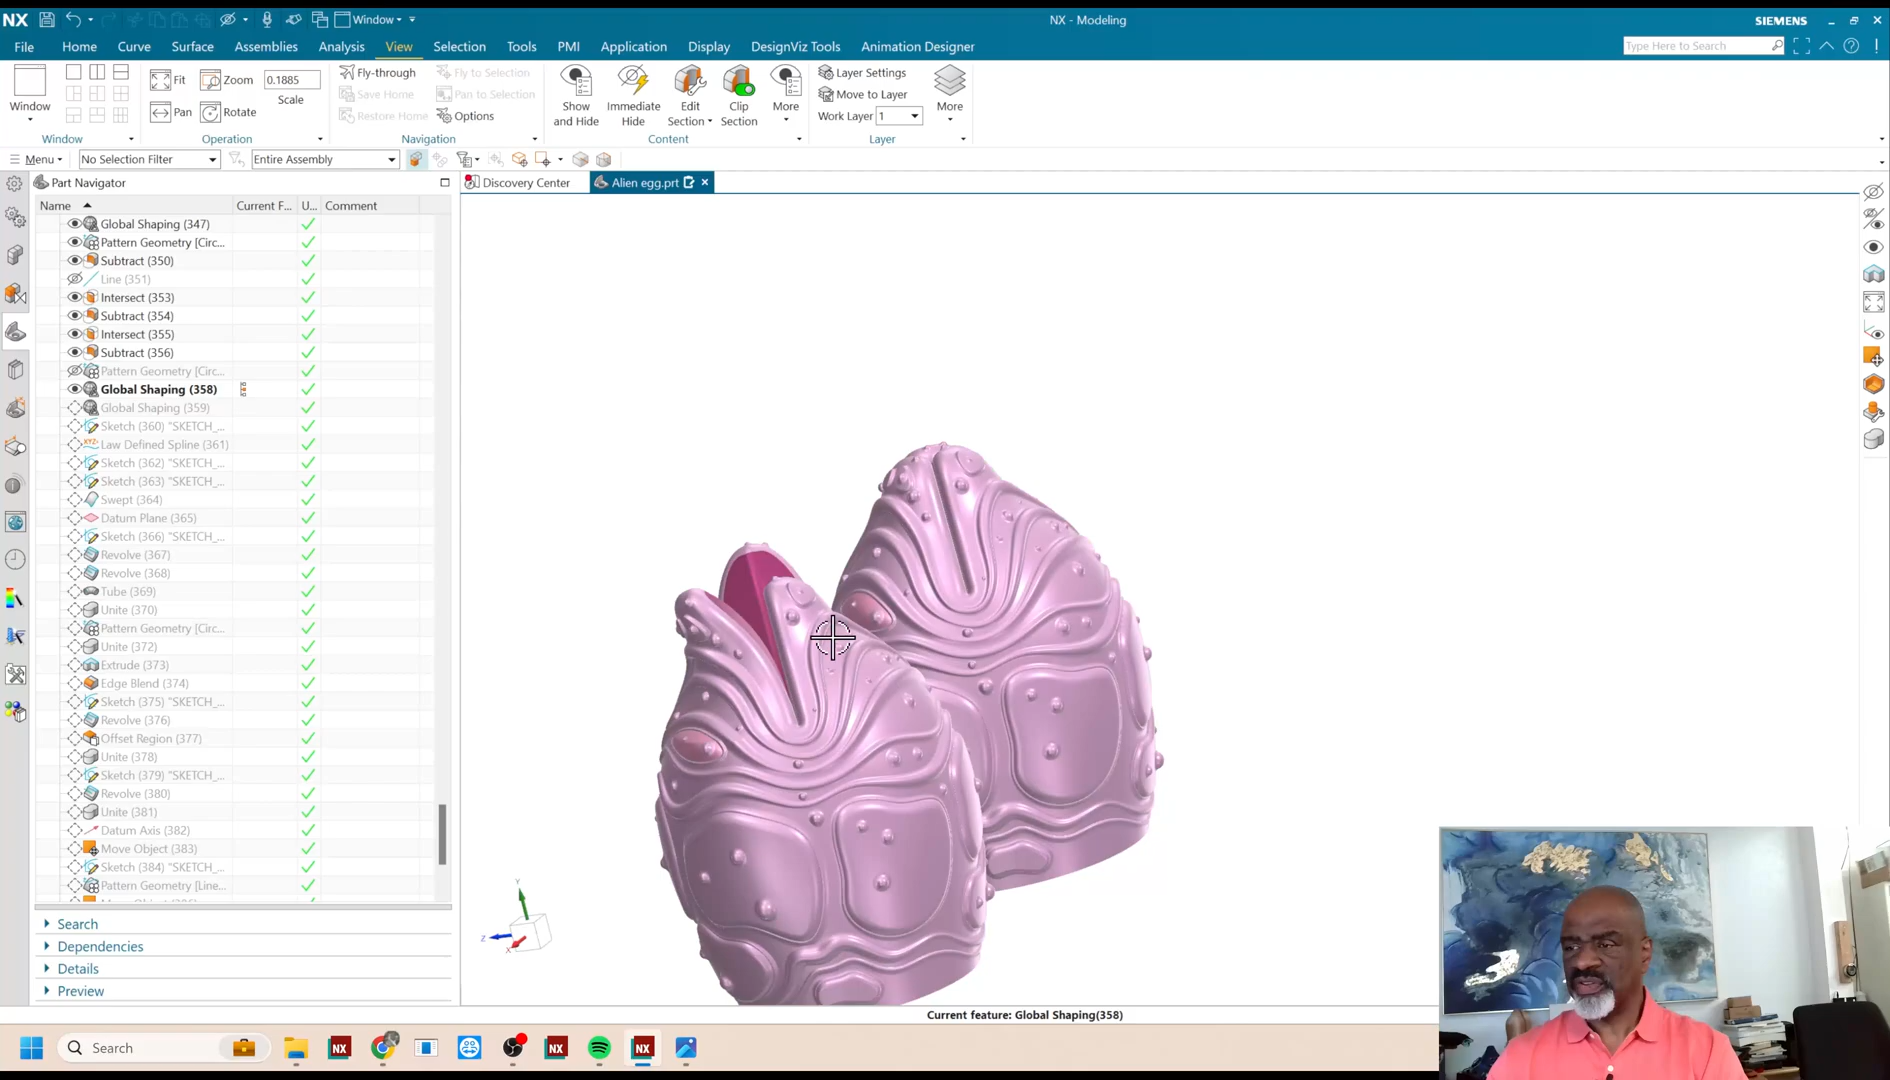 NX
Window
NX - Modeling
SIEMENS
File
Home
Curve
Surface
Assemblies
Analysis
View
Selection
Tools
PMI
Application
Display
DesignViz Tools
Animation Designer
Type Here to Search
Window
Fit
Zoom
0.1885
Pan
Rotate
Scale
Fly-through
Fly to Selection
Save Home
Pan to Selection
Restore Home
Options
Show and Hide
Immediate Hide
Edit Section
Clip Section
More
Layer Settings
Move to Layer
Work Layer 1
More
Window
Operation
Navigation
Content
Layer
Menu
No Selection Filter
Entire Assembly
Part Navigator
Discovery Center
Alien egg.prt
Name
Current F...
U...
Comment
Global Shaping (347)
Pattern Geometry [Circ...
Subtract (350)
Line (351)
Intersect (353)
Subtract (354)
Intersect (355)
Subtract (356)
Pattern Geometry [Circ...
Global Shaping (358)
Global Shaping (359)
Sketch (360) "SKETCH_...
Law Defined Spline (361)
Sketch (362) "SKETCH_...
Sketch (363) "SKETCH_...
Swept (364)
Datum Plane (365)
Sketch (366) "SKETCH_...
Revolve (367)
Revolve (368)
Tube (369)
Unite (370)
Pattern Geometry [Circ...
Unite (372)
Extrude (373)
Edge Blend (374)
Sketch (375) "SKETCH_...
Revolve (376)
Offset Region (377)
Unite (378)
Sketch (379) "SKETCH_...
Revolve (380)
Unite (381)
Datum Axis (382)
Move Object (383)
Sketch (384) "SKETCH_...
Pattern Geometry [Line...
Search
Dependencies
Details
Preview
Y
Z
X
Current feature: Global Shaping(358)
Search
NX
NX
NX